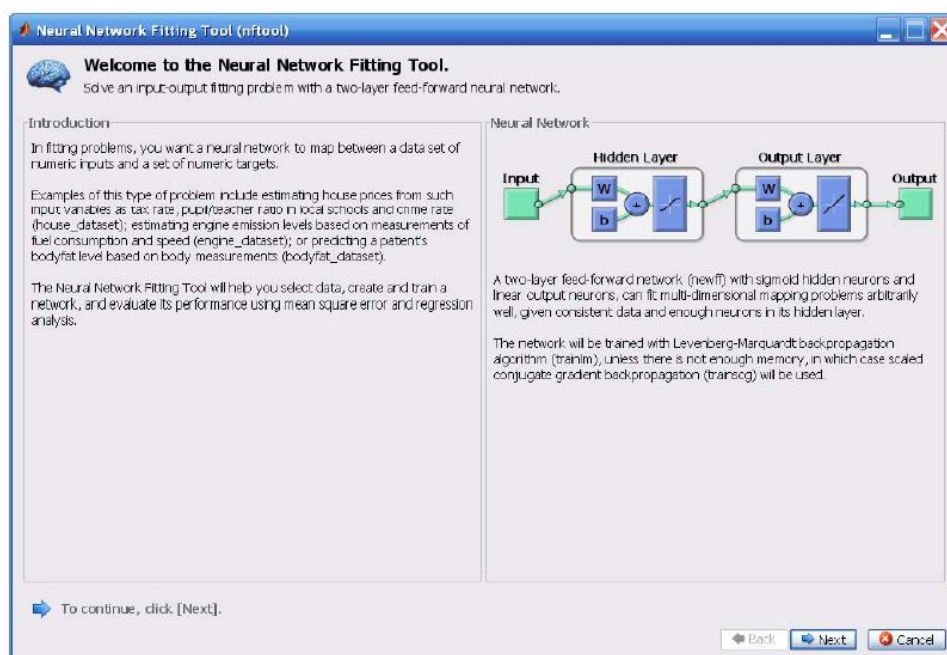 Neural Network Fitting Tool (nftool)
Welcome to the Neural Network Fitting Tool.
Solve an input-output fitting problem with a two-layer feed-forward neural network.
Introduction
In fitting problems, you want a neural network to map between a data set of
numeric inputs and a set of numeric targets.
Examples of this type of problem include estimating house prices from such
input variables as tax rate, pupil/teacher ratio in local schools and crime rate
(house_dataset); estimating engine emission levels based on measurements of
fuel consumption and speed (engine_dataset); or predicting a patient's
bodyfat level based on body measurements (bodyfat_dataset).
The Neural Network Fitting Tool will help you select data, create and train a
network, and evaluate its performance using mean square error and regression
analysis.
Neural Network
Hidden Layer
Output Layer
Input
Output
W
b
+
W
b
+
A two-layer feed-forward network (newff) with sigmoid hidden neurons and
linear output neurons, can fit multi-dimensional mapping problems arbitrarily
well, given consistent data and enough neurons in its hidden layer.
The network will be trained with Levenberg-Marquardt backpropagation
algorithm (trainlm), unless there is not enough memory, in which case scaled
conjugate gradient backpropagation (trainscg) will be used.
To continue, click [Next].
Back
Next
Cancel